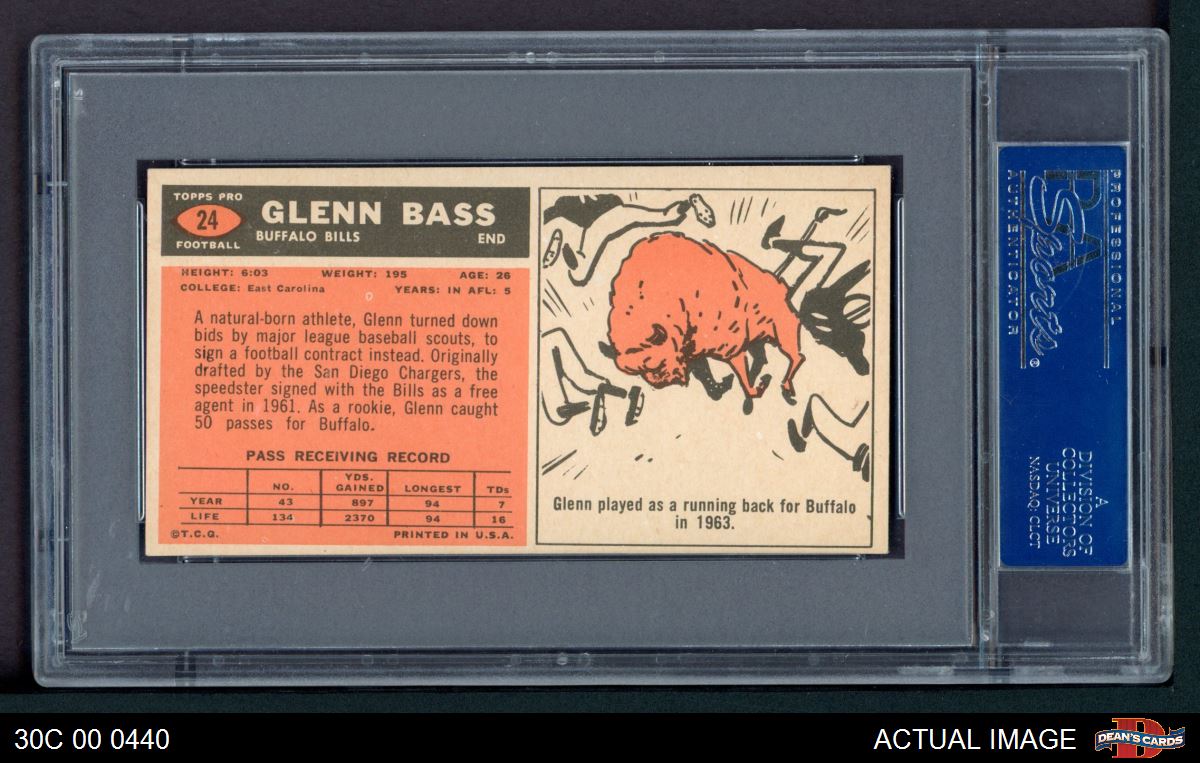 TOPPS PRO
24
FOOTBALL
GLENN BASS
BUFFALO BILLS END
HEIGHT: 6:03 WEIGHT: 195 AGE: 26
COLLEGE: East Carolina YEARS: IN AFL: 5
A natural-born athlete, Glenn turned down
bids by major league baseball scouts, to
sign a football contract instead. Originally
drafted by the San Diego Chargers, the
speedster signed with the Bills as a free
agent in 1961. As a rookie, Glenn caught
50 passes for Buffalo.
PASS RECEIVING RECORD
NO. YDS. GAINED LONGEST TDs
YEAR 43 897 94 7
LIFE 134 2370 94 16
©T.C.G. PRINTED IN U.S.A.
Glenn played as a running back for Buffalo
in 1963.
PSA
Sports®
PROFESSIONAL
AUTHENTICATOR
A
DIVISION OF
COLLECTORS
UNIVERSE
NASDAQ: CLCT
30C 00 0440
ACTUAL IMAGE
D
DEAN'S CARDS